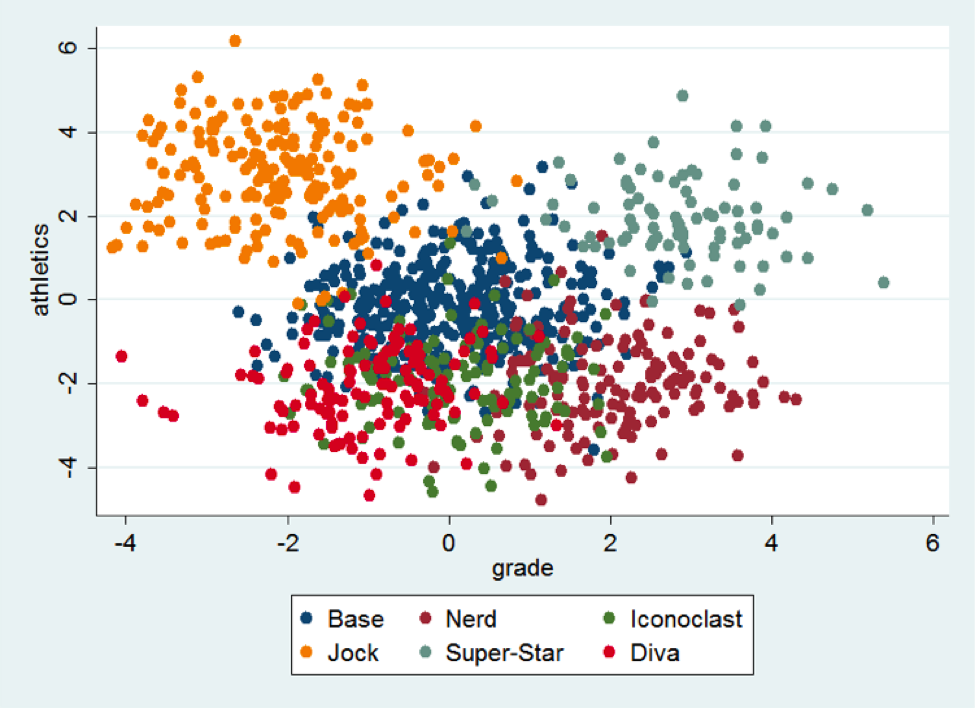 6
4
2
0
-2
-4
athletics
-4 -2 0 2 4 6
grade
Base Nerd Iconoclast
Jock Super-Star Diva